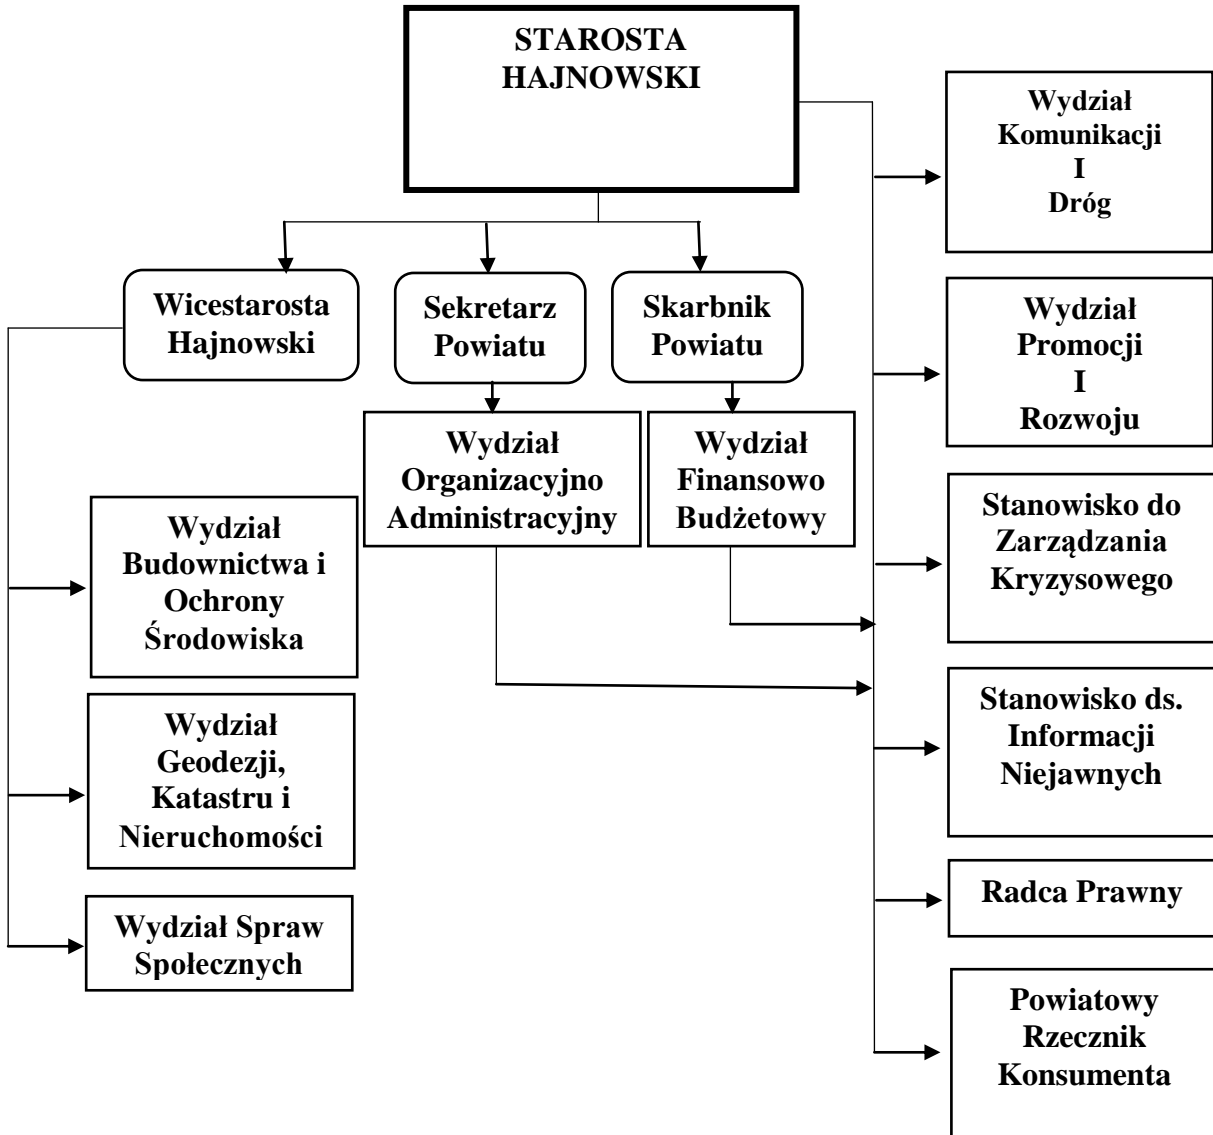 STAROSTA
HAJNOWSKI
Wicestarosta
Hajnowski
Sekretarz
Powiatu
Skarbnik
Powiatu
Wydział
Organizacyjno
Administracyjny
Wydział
Finansowo
Budżetowy
Wydział
Budownictwa i
Ochrony
Środowiska
Wydział
Geodezji,
Katastru i
Nieruchomości
Wydział Spraw
Społecznych
Wydział
Komunikacji
I
Dróg
Wydział
Promocji
I
Rozwoju
Stanowisko do
Zarządzania
Kryzysowego
Stanowisko ds.
Informacji
Niejawnych
Radca Prawny
Powiatowy
Rzecznik
Konsumenta